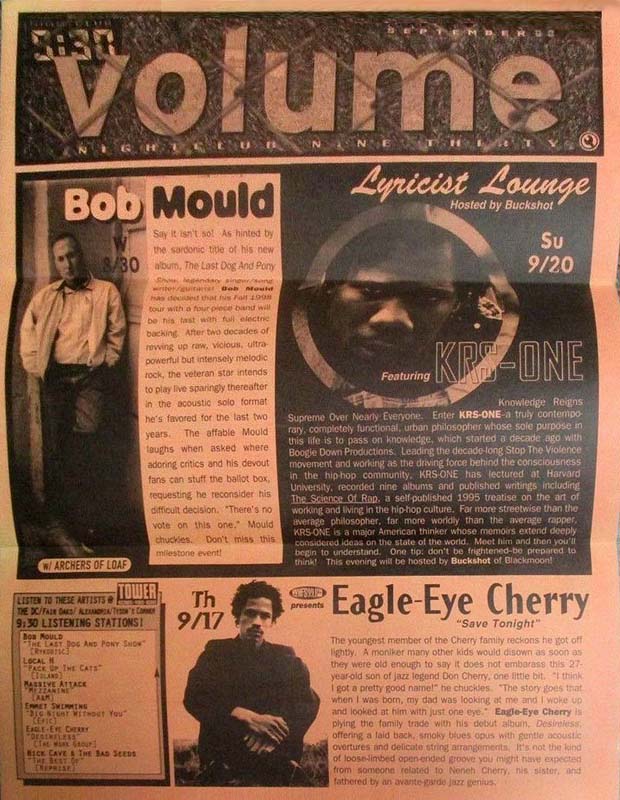 9:30
SEPTEMBER 98
volume
NIGHTCLUB NINE THIRTY
Bob Mould
W
9/30
Say it isn't so! As hinted by
the sardonic title of his new
album, The Last Dog And Pony
Show, legendary singer/song
writer/guitarist Bob Mould
has decided that his Fall 1998
tour with a four piece band will
be his last with full electric
backing. After two decades of
revving up raw, vicious, ultra-
powerful but intensely melodic
rock, the veteran star intends
to play live sparingly thereafter
in the acoustic solo format
he's favored for the last two
years. The affable Mould
laughs when asked where
adoring critics and his devout
fans can stuff the ballot box,
requesting he reconsider his
difficult decision. "There's no
vote on this one." Mould
chuckles. Don't miss this
milestone event!
W/ ARCHERS OF LOAF
Lyricist Lounge
Hosted by Buckshot
Su
9/20
Featuring KRS-ONE
Knowledge Reigns
Supreme Over Nearly Everyone. Enter KRS-ONE-a truly contempo-
rary, completely functional, urban philosopher whose sole purpose in
this life is to pass on knowledge, which started a decade ago with
Boogie Down Productions. Leading the decade-long Stop The Violence
movement and working as the driving force behind the consciousness
in the hip-hop community, KRS-ONE has lectured at Harvard
University, recorded nine albums and published writings including
The Science Of Rap, a self-published 1995 treatise on the art of
working and living in the hip-hop culture. Far more streetwise than the
average philosopher, far more worldly than the average rapper,
KRS-ONE is a major American thinker whose memoirs extend deeply
considered ideas on the state of the world. Meet him and then you'll
begin to understand. One tip: don't be frightened-be prepared to
think! This evening will be hosted by Buckshot of Blackmoon!
LISTEN TO THESE ARTISTS @ TOWER
THE DC/FAIR OAKS/ ALEXANDRIA/TYSON'S CORNER
9:30 LISTENING STATIONS!
BOB MOULD
"THE LAST DOG AND PONY SHOW"
[RYKODISC]
LOCAL H
"PACK UP THE CATS"
[ISLAND]
MASSIVE ATTACK
"MEZZANINE"
[A&M]
EMMET SWIMMING
"BIG NIGHT WITHOUT YOU"
[EPIC]
EAGLE-EYE CHERRY
"DESIRELESS"
[THE WORK GROUP]
NICK CAVE & THE BAD SEEDS
"THE BEST OF"
[REPRISE]
Th
9/17
presents
Eagle-Eye Cherry
"Save Tonight"
The youngest member of the Cherry family reckons he got off
lightly. A moniker many other kids would disown as soon as
they were old enough to say it does not embarass this 27-
year-old son of jazz legend Don Cherry, one little bit. "I think
I got a pretty good name!" he chuckles. "The story goes that
when I was born, my dad was looking at me and I woke up
and looked at him with just one eye." Eagle-Eye Cherry is
plying the family trade with his debut album, Desireless,
offering a laid back, smoky blues opus with gentle acoustic
overtures and delicate string arrangements. It's not the kind
of loose-limbed open-ended groove you might have expected
from someone related to Neneh Cherry, his sister, and
fathered by an avante-garde jazz genius.